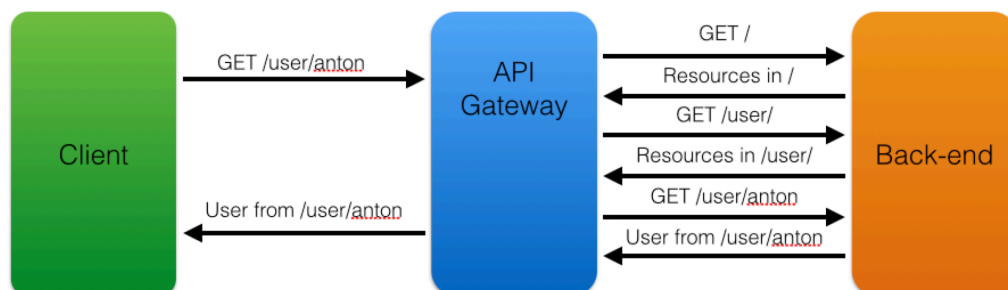 Client
GET /user/anton
User from /user/anton
API
Gateway
GET /
Resources in /
GET /user/
Resources in /user/
GET /user/anton
User from /user/anton
Back-end